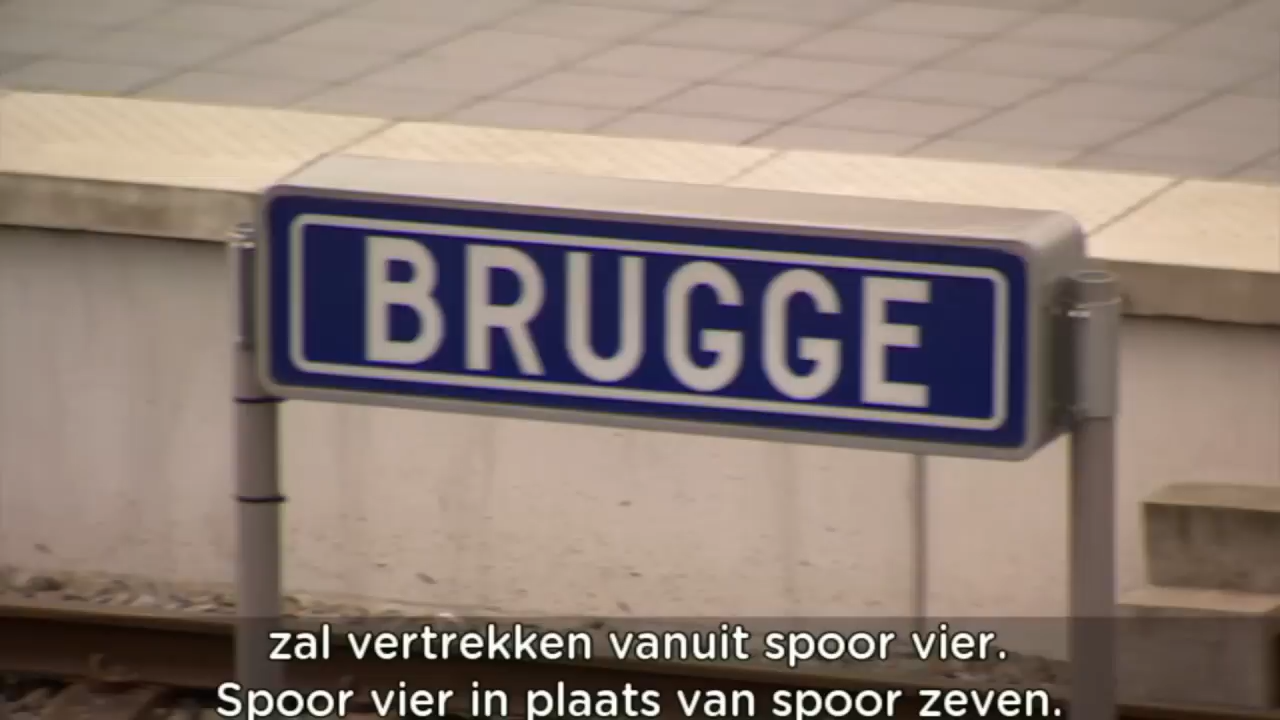 BRUGGE
zal vertrekken vanuit spoor vier.
Spoor vier in plaats van spoor zeven.